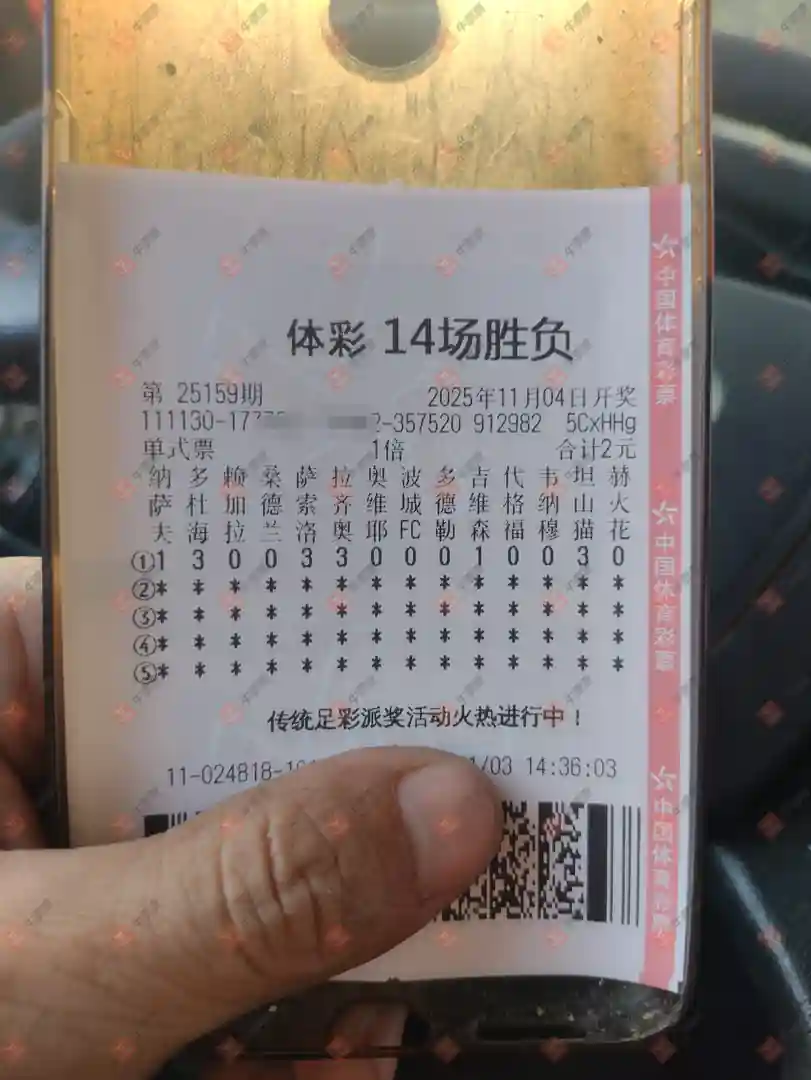 体彩 14场胜负
第 25159期 2025年11月04日开奖
111130-17 2-357520 912982 5CxHHg
单式票 1倍 合计2元
纳 多 赖 桑 萨 拉 奥 波 多 吉 代 韦 坦 赫
萨 杜 加 德 索 齐 维 城 德 维 格 纳 山 火
夫 海 拉 兰 洛 奥 耶 FC 勒 森 福 穆 猫 花
①1 3 0 0 3 3 0 0 0 1 0 0 3 0
②* * * * * * * * * * * * * *
③* * * * * * * * * * * * * *
④* * * * * * * * * * * * * *
⑤* * * * * * * * * * * * * *
传统足彩派奖活动火热进行中！
11-024818-10 1/03 14:36:03
中国体育彩票
中国体育彩票
中国体育彩票